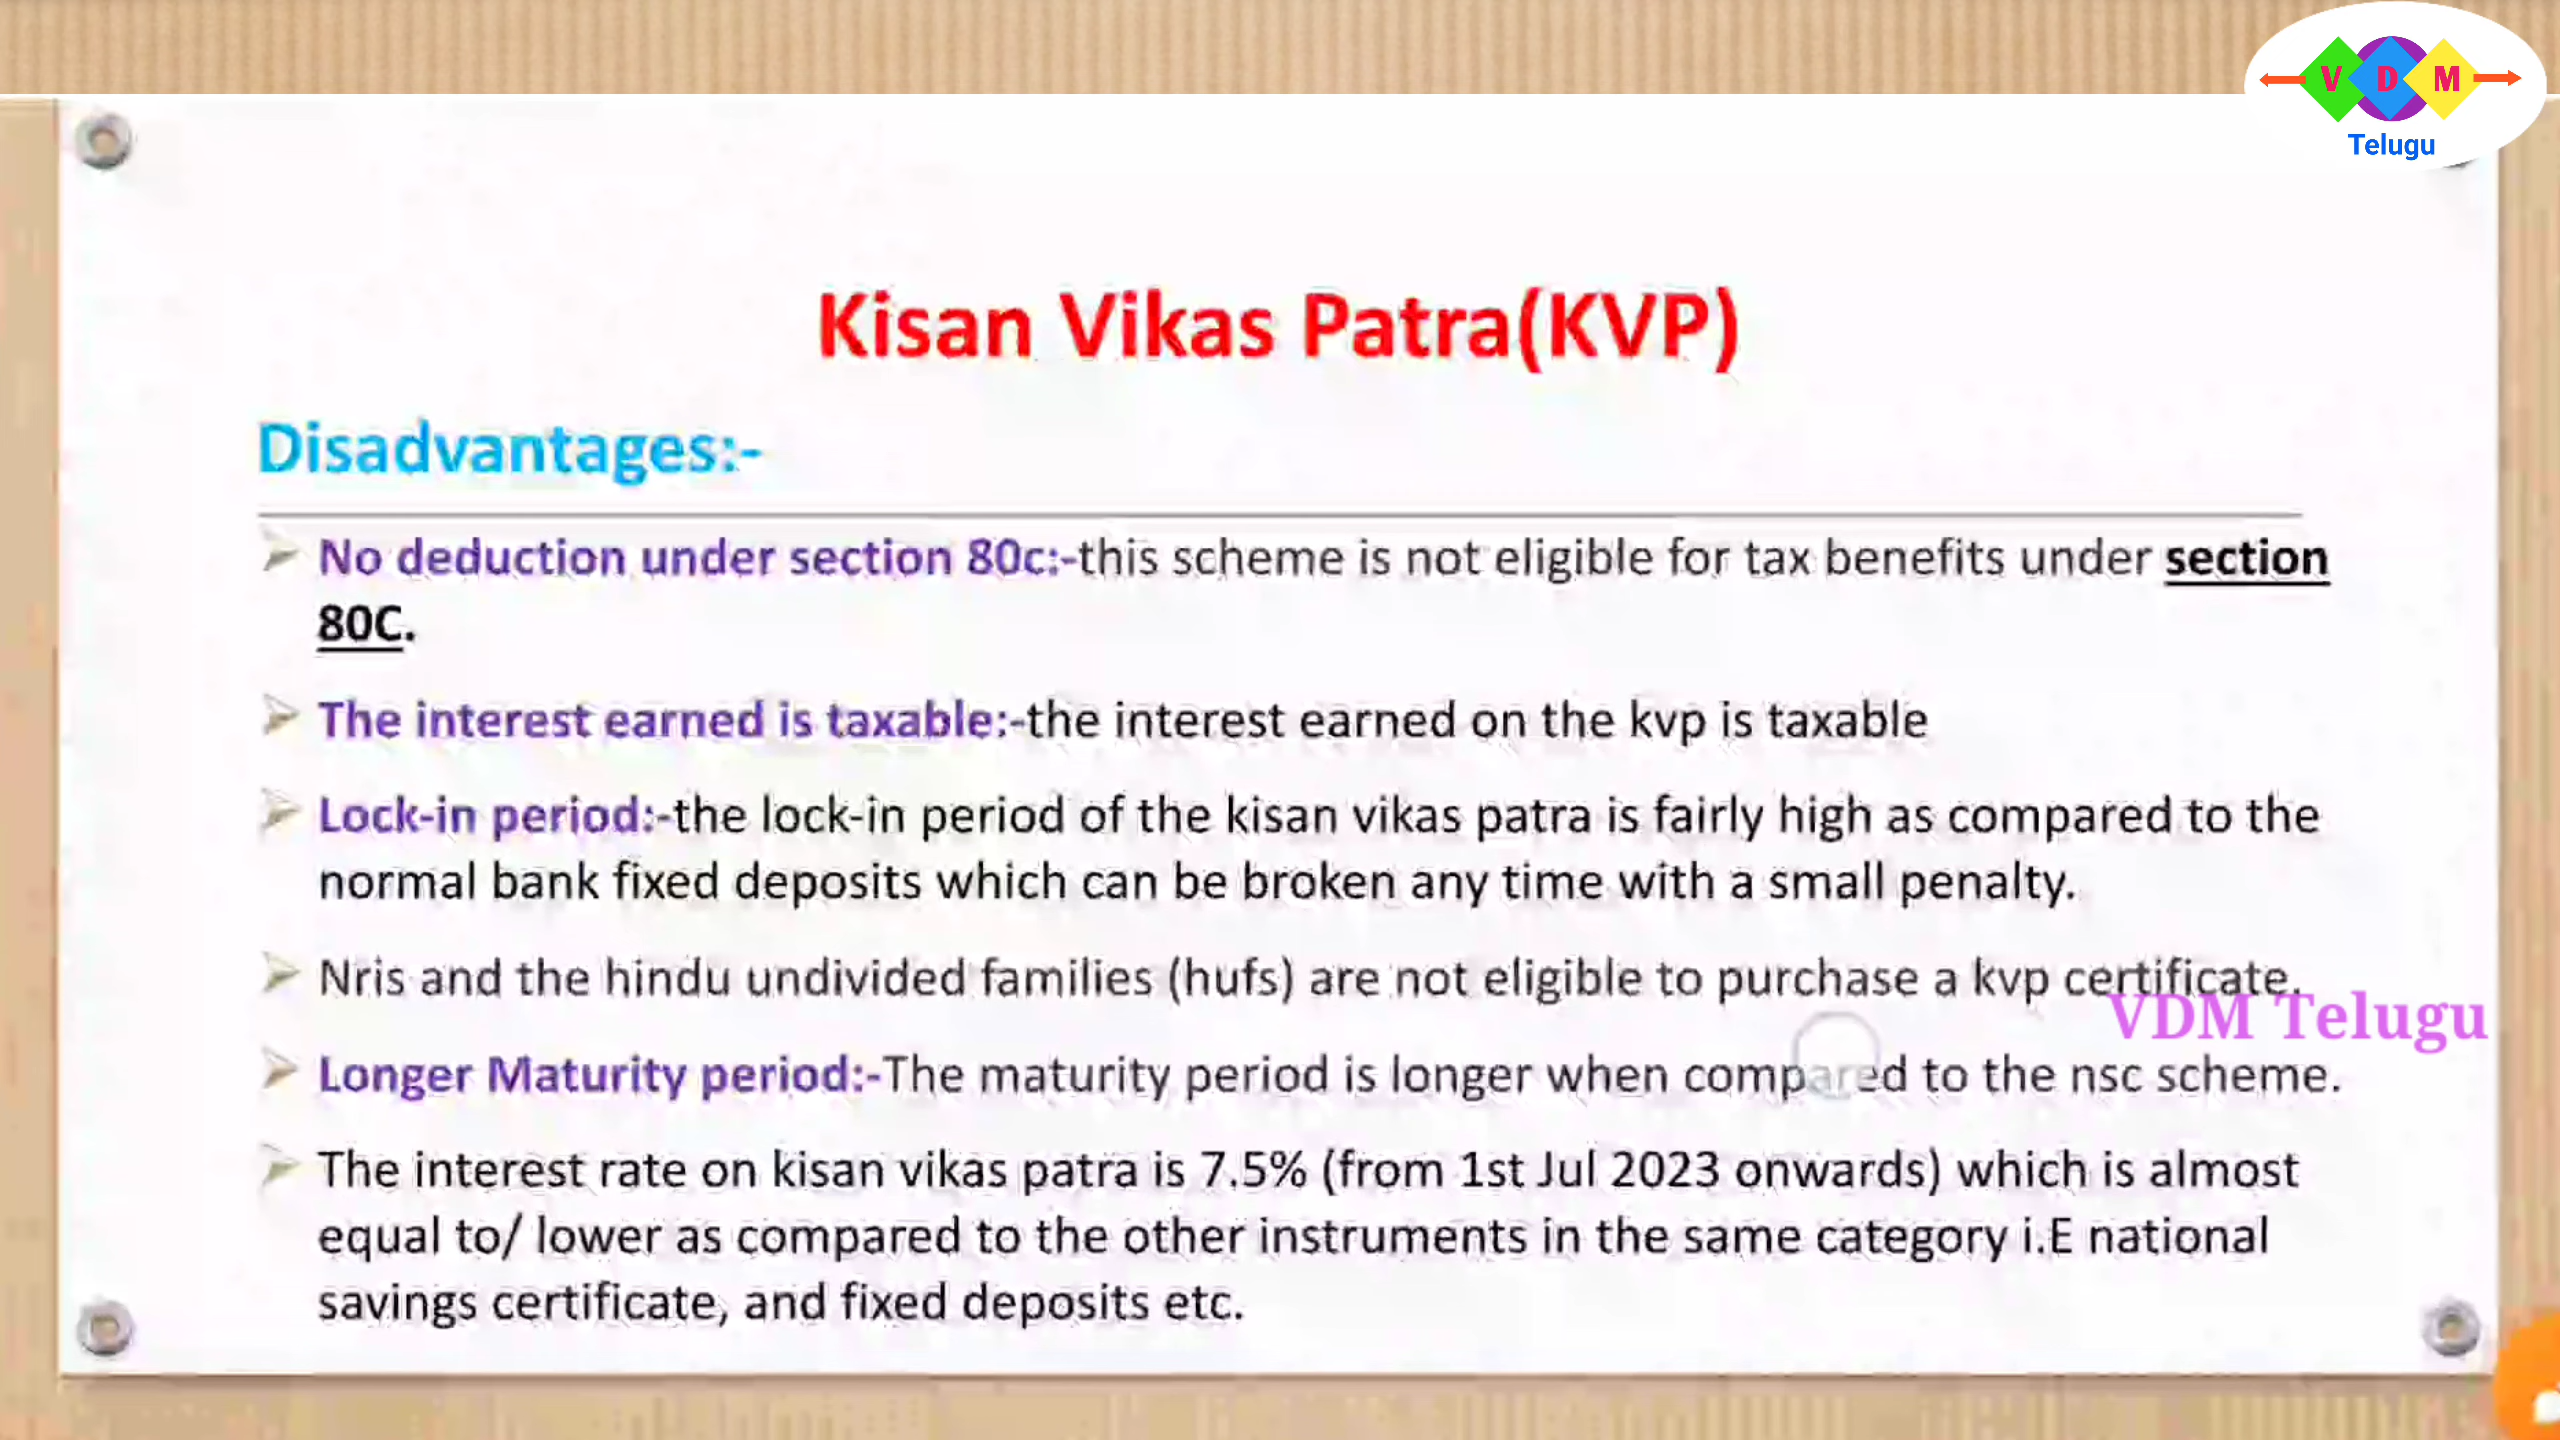 V D M
Telugu
Kisan Vikas Patra(KVP)
Disadvantages:-
No deduction under section 80c:-this scheme is not eligible for tax benefits under section
80C.
The interest earned is taxable:-the interest earned on the kvp is taxable
Lock-in period:-the lock-in period of the kisan vikas patra is fairly high as compared to the
normal bank fixed deposits which can be broken any time with a small penalty.
Nris and the hindu undivided families (hufs) are not eligible to purchase a kvp certificate.
VDM Telugu
Longer Maturity period:-The maturity period is longer when compared to the nsc scheme.
The interest rate on kisan vikas patra is 7.5% (from 1st Jul 2023 onwards) which is almost
equal to/ lower as compared to the other instruments in the same category i.E national
savings certificate, and fixed deposits etc.